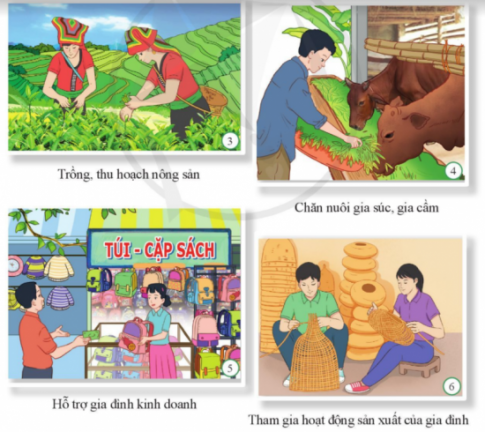 3
Trồng, thu hoạch nông sản
4
Chăn nuôi gia súc, gia cầm
TÚI - CẶP SÁCH
5
Hỗ trợ gia đình kinh doanh
6
Tham gia hoạt động sản xuất của gia đình